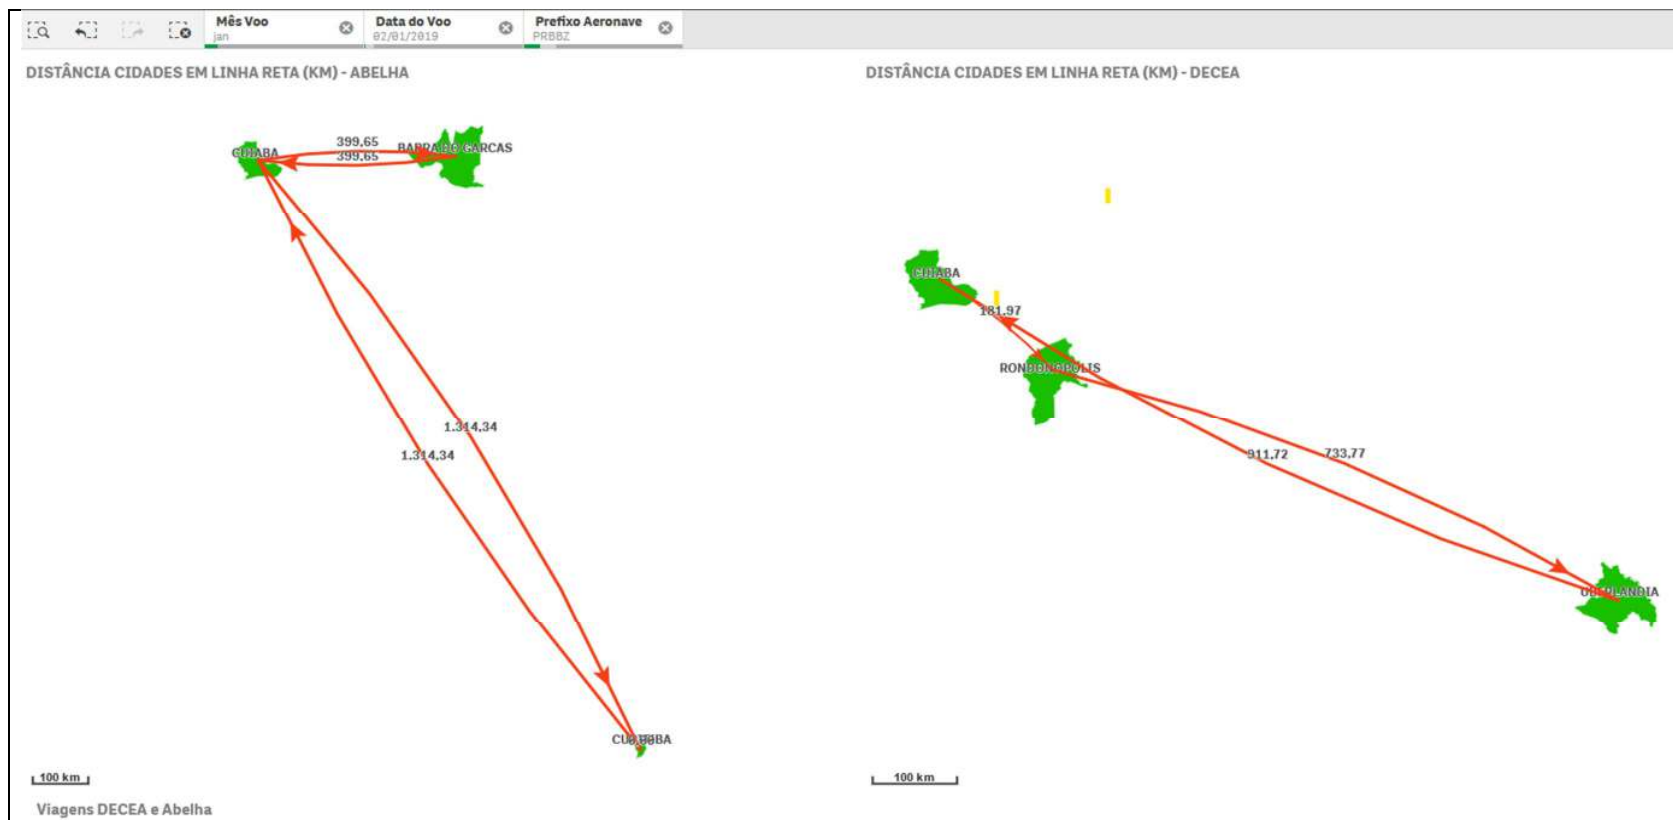 Mês Voo
jan
Data do Voo
02/01/2019
Prefixo Aeronave
PRBBZ
DISTÂNCIA CIDADES EM LINHA RETA (KM) - ABELHA
399,65
CUIABA
BARRA DO GARCAS
399,65
1.314,34
1.314,34
CURITIBA
100 km
DISTÂNCIA CIDADES EM LINHA RETA (KM) - DECEA
CUIABA
181,97
RONDONOPOLIS
911,72
733,77
UBERLANDIA
100 km
Viagens DECEA e Abelha